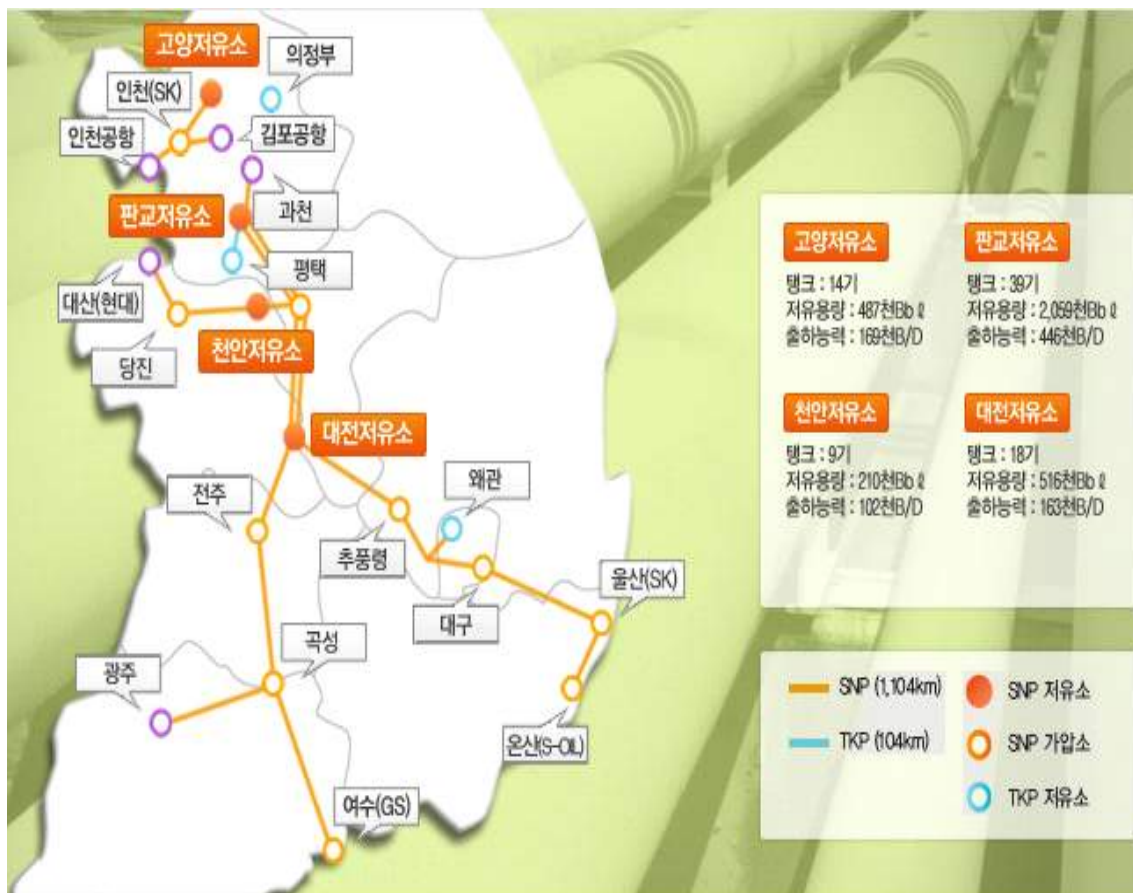 고양저유소
의정부
인천(SK)
인천공항
김포공항
판교저유소
과천
평택
대산(현대)
당진
천안저유소
대전저유소
전주
왜관
추풍령
대구
울산(SK)
곡성
광주
온산(S-OIL)
여수(GS)
고양저유소
탱크 : 14기
저유용량 : 487천Bbℓ
출하능력 : 169천B/D
판교저유소
탱크 : 39기
저유용량 : 2,059천Bbℓ
출하능력 : 446천B/D
천안저유소
탱크 : 9기
저유용량 : 210천Bbℓ
출하능력 : 102천B/D
대전저유소
탱크 : 18기
저유용량 : 516천Bbℓ
출하능력 : 163천B/D
SNP (1,104km)
TKP (104km)
SNP 저유소
SNP 가압소
TKP 저유소